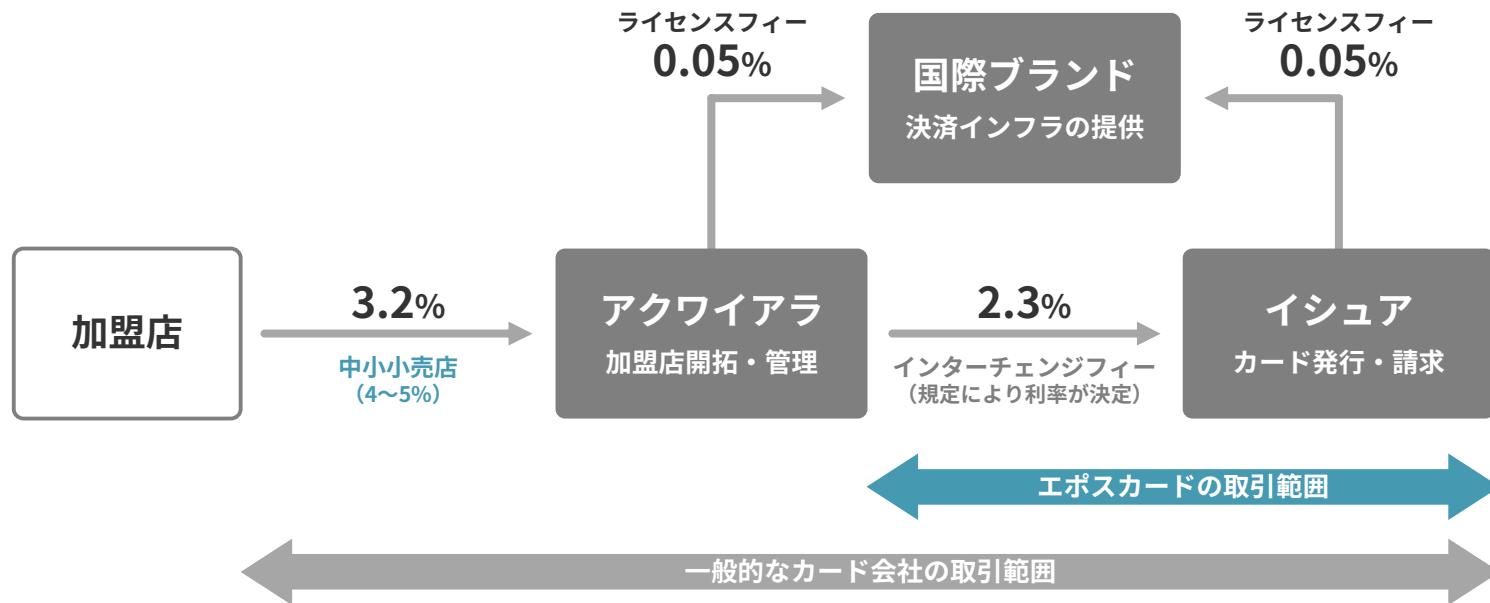 ライセンスフィー
0.05%
国際ブランド
決済インフラの提供
ライセンスフィー
0.05%
加盟店
3.2%
中小小売店
（4〜5%）
アクワイアラ
加盟店開拓・管理
2.3%
インターチェンジフィー
（規定により利率が決定）
イシュア
カード発行・請求
エポスカードの取引範囲
一般的なカード会社の取引範囲